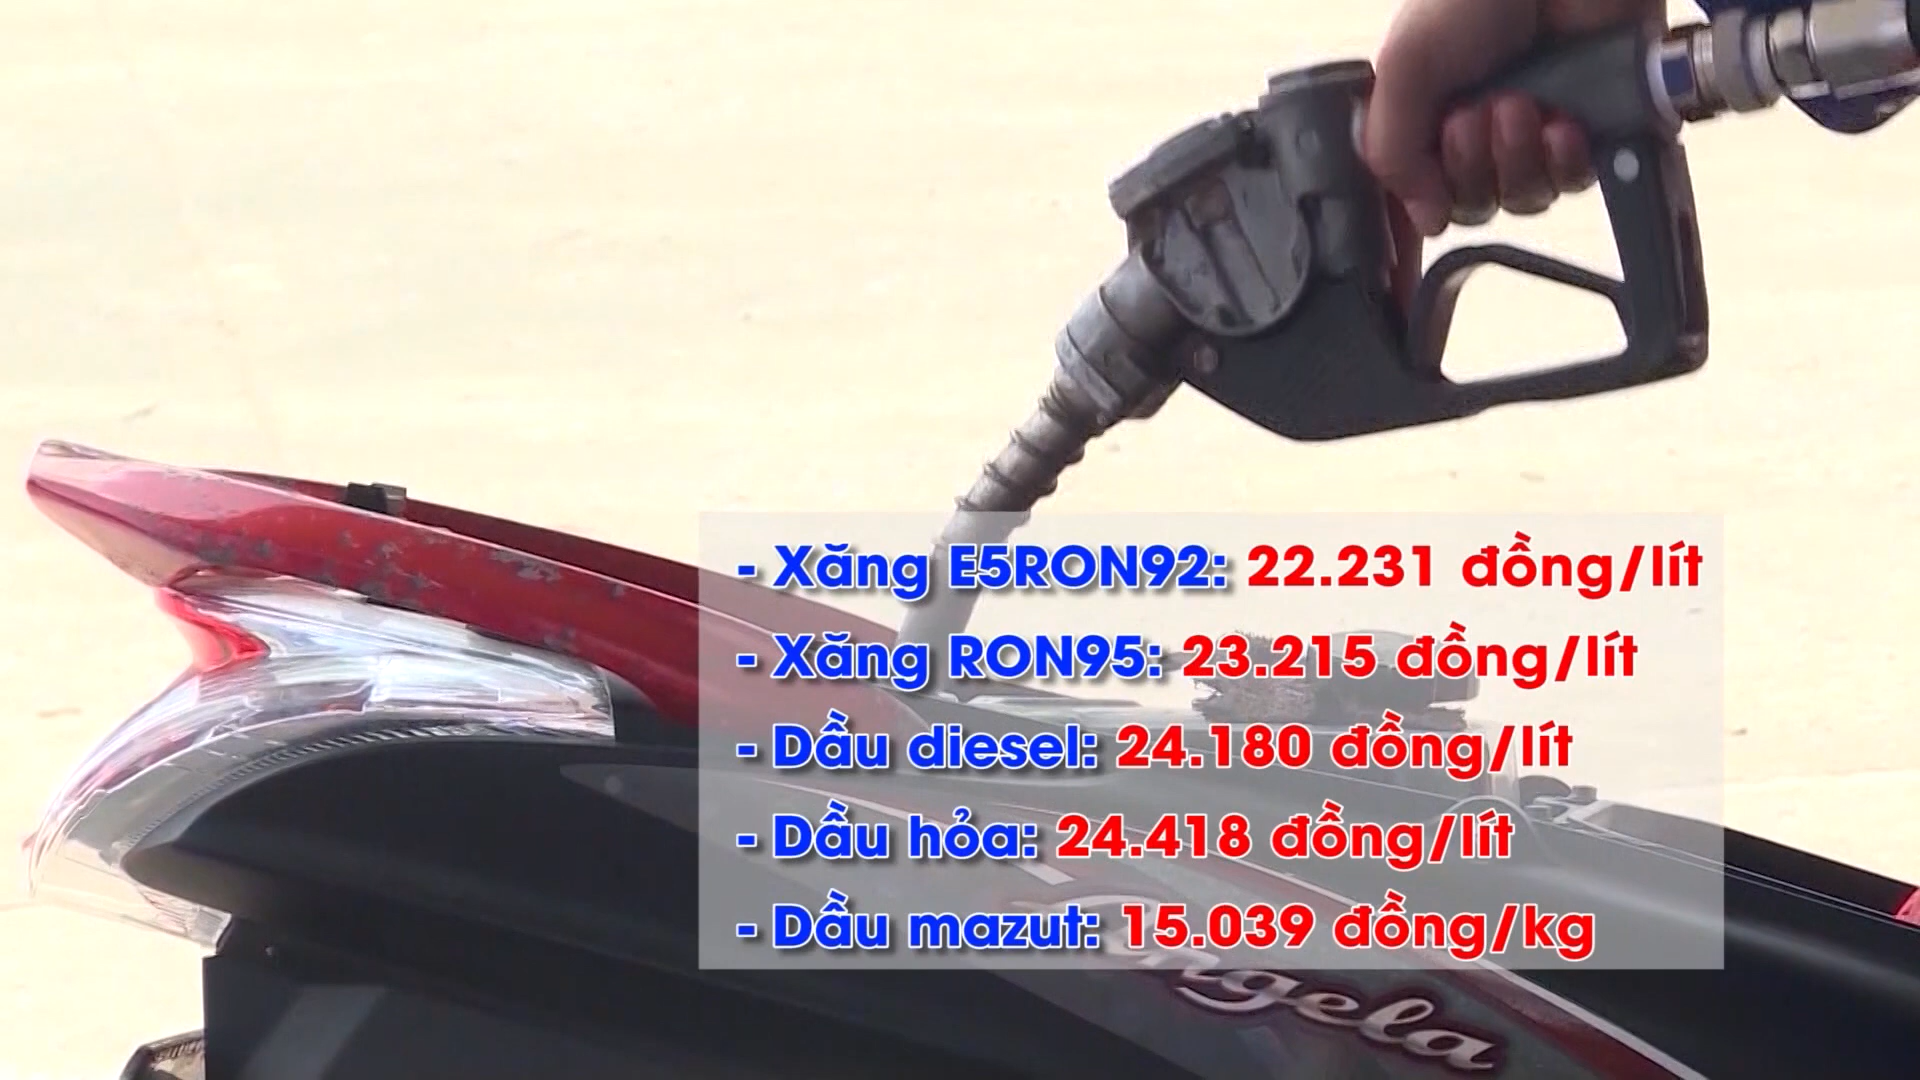 - Xăng E5RON92: 22.231 đồng/lít
- Xăng RON95: 23.215 đồng/lít
- Dầu diesel: 24.180 đồng/lít
- Dầu hỏa: 24.418 đồng/lít
- Dầu mazut: 15.039 đồng/kg
Angela